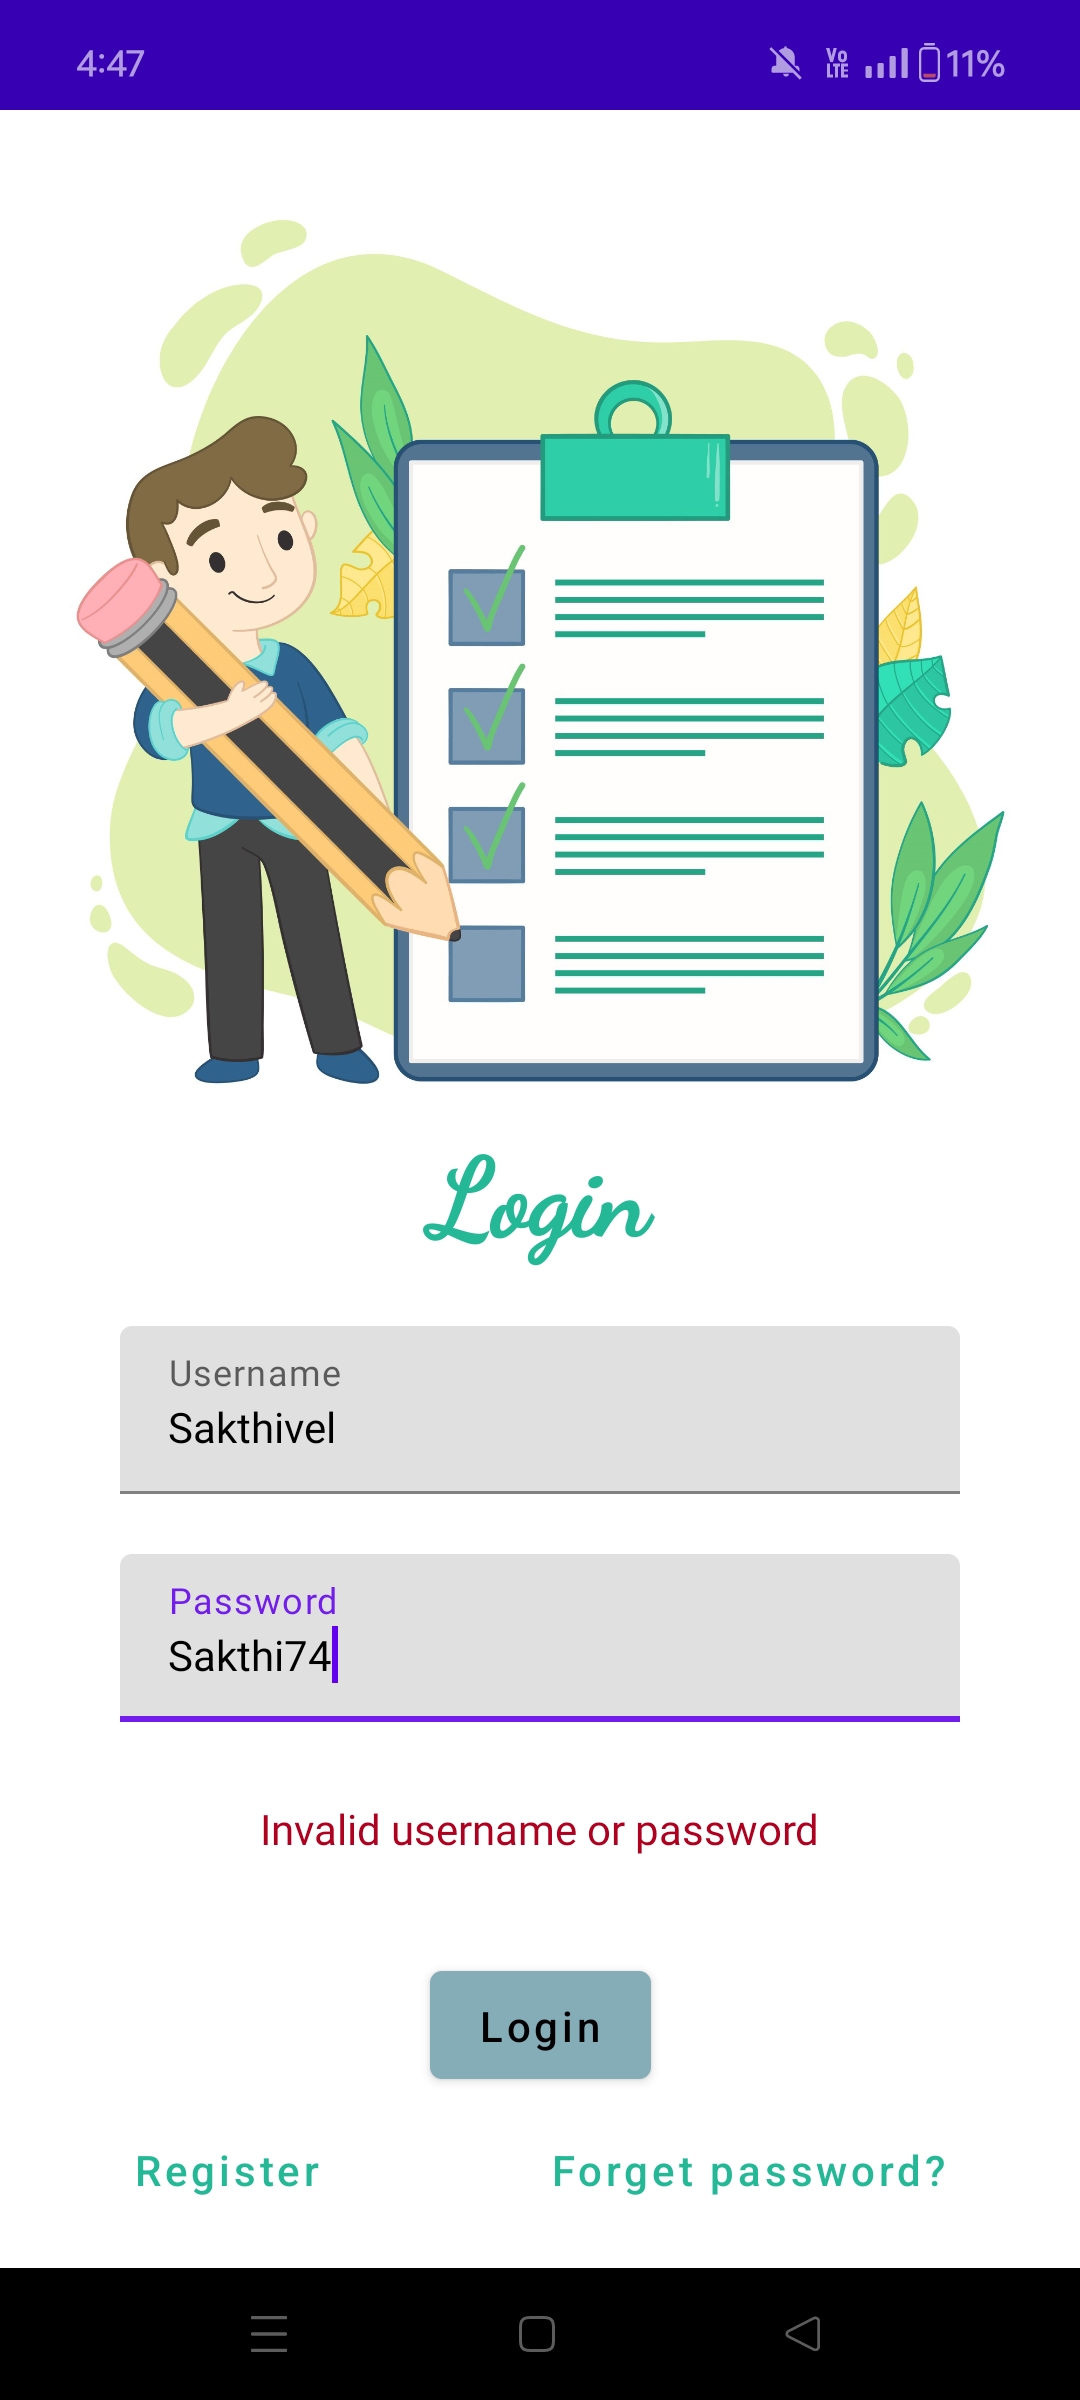 4:47 Vo LTE 11%
Login
Username
Sakthivel
Password
Sakthi74
Invalid username or password
Login
Register Forget password?